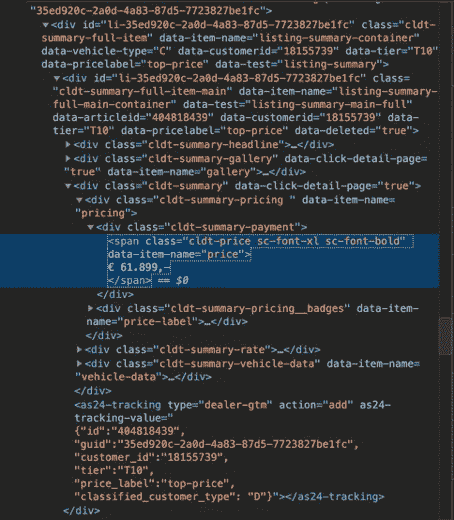 "35ed920c-2a0d-4a83-87d5-7723827be1fc">
▼<div id="li-35ed920c-2a0d-4a83-87d5-7723827be1fc" class="cldt-
summary-full-item" data-item-name="listing-summary-container"
data-vehicle-type="C" data-customerid="18155739" data-tier="T10"
data-pricelabel="top-price" data-test="listing-summary">
▼<div id="li-35ed920c-2a0d-4a83-87d5-7723827be1fc" class=
"cldt-summary-full-item-main" data-item-name="listing-summary-
full-main-container" data-test="listing-summary-main-full"
data-articleid="404818439" data-customerid="18155739" data-
tier="T10" data-pricelabel="top-price" data-deleted="true">
▶<div class="cldt-summary-headline">…</div>
▶<div class="cldt-summary-gallery" data-click-detail-page=
"true" data-item-name="gallery">…</div>
▼<div class="cldt-summary" data-click-detail-page="true">
▼<div class="cldt-summary-pricing " data-item-name=
"pricing">
▼<div class="cldt-summary-payment">
<span class="cldt-price sc-font-xl sc-font-bold"
data-item-name="price">
€ 61.899,–
</span> == $0
</div>
▶<div class="cldt-summary-pricing__badges" data-item-
name="price-label">…</div>
</div>
▶<div class="cldt-summary-rate">…</div>
▶<div class="cldt-summary-vehicle-data" data-item-name=
"vehicle-data">…</div>
</div>
<as24-tracking type="dealer-gtm" action="add" as24-
tracking-value="
{"id":"404818439",
"guid":"35ed920c-2a0d-4a83-87d5-7723827be1fc",
"customer_id":"18155739",
"tier":"T10",
"price_label":"top-price",
"classified_customer_type": "D"}"></as24-tracking>
</div>